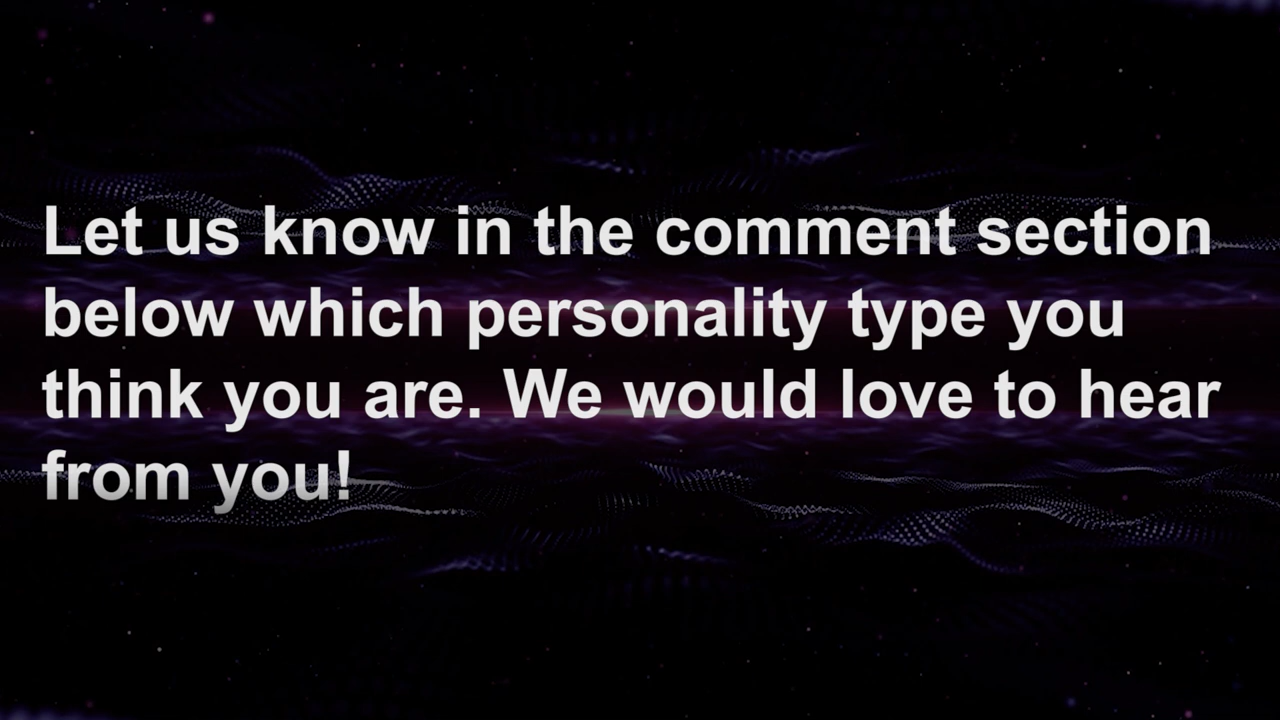 Let us know in the comment section
below which personality type you
think you are. We would love to hear
from you!